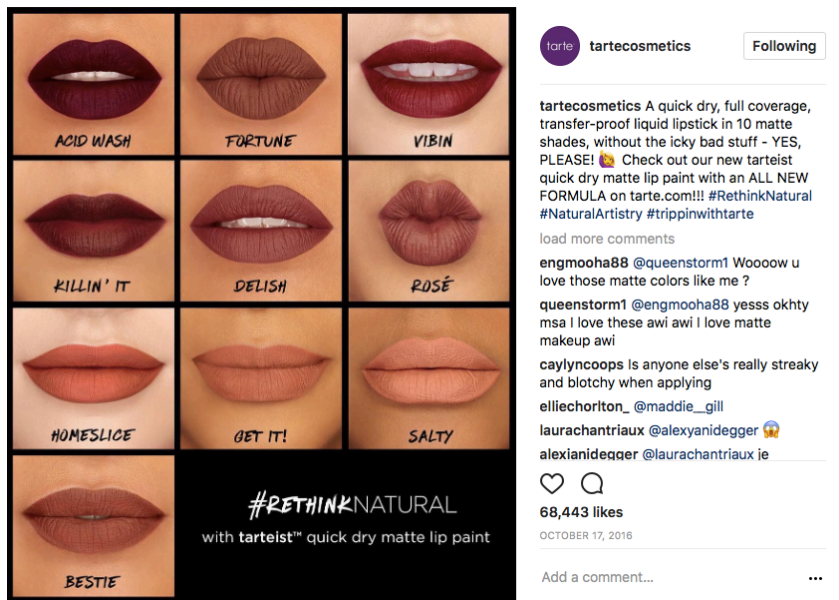 ACID WASH
FORTUNE
VIBIN
KILLIN' IT
DELISH
ROSÉ
HOMESLICE
GET IT!
SALTY
BESTIE
#RETHINKNATURAL
with tarteist™ quick dry matte lip paint
tarte
tartecosmetics
Following
tartecosmetics A quick dry, full coverage,
transfer-proof liquid lipstick in 10 matte
shades, without the icky bad stuff - YES,
PLEASE! 🙋 Check out our new tarteist
quick dry matte lip paint with an ALL NEW
FORMULA on tarte.com!!! #RethinkNatural
#NaturalArtistry #trippinwithtarte
load more comments
engmooha88 @queenstorm1 Woooow u
love those matte colors like me ?
queenstorm1 @engmooha88 yesss okhty
msa I love these awi awi I love matte
makeup awi
caylyncoops Is anyone else's really streaky
and blotchy when applying
elliechorlton_ @maddie__gill
laurachantriaux @alexyanidegger 😱
alexianidegger @laurachantriaux je
68,443 likes
OCTOBER 17, 2016
Add a comment...